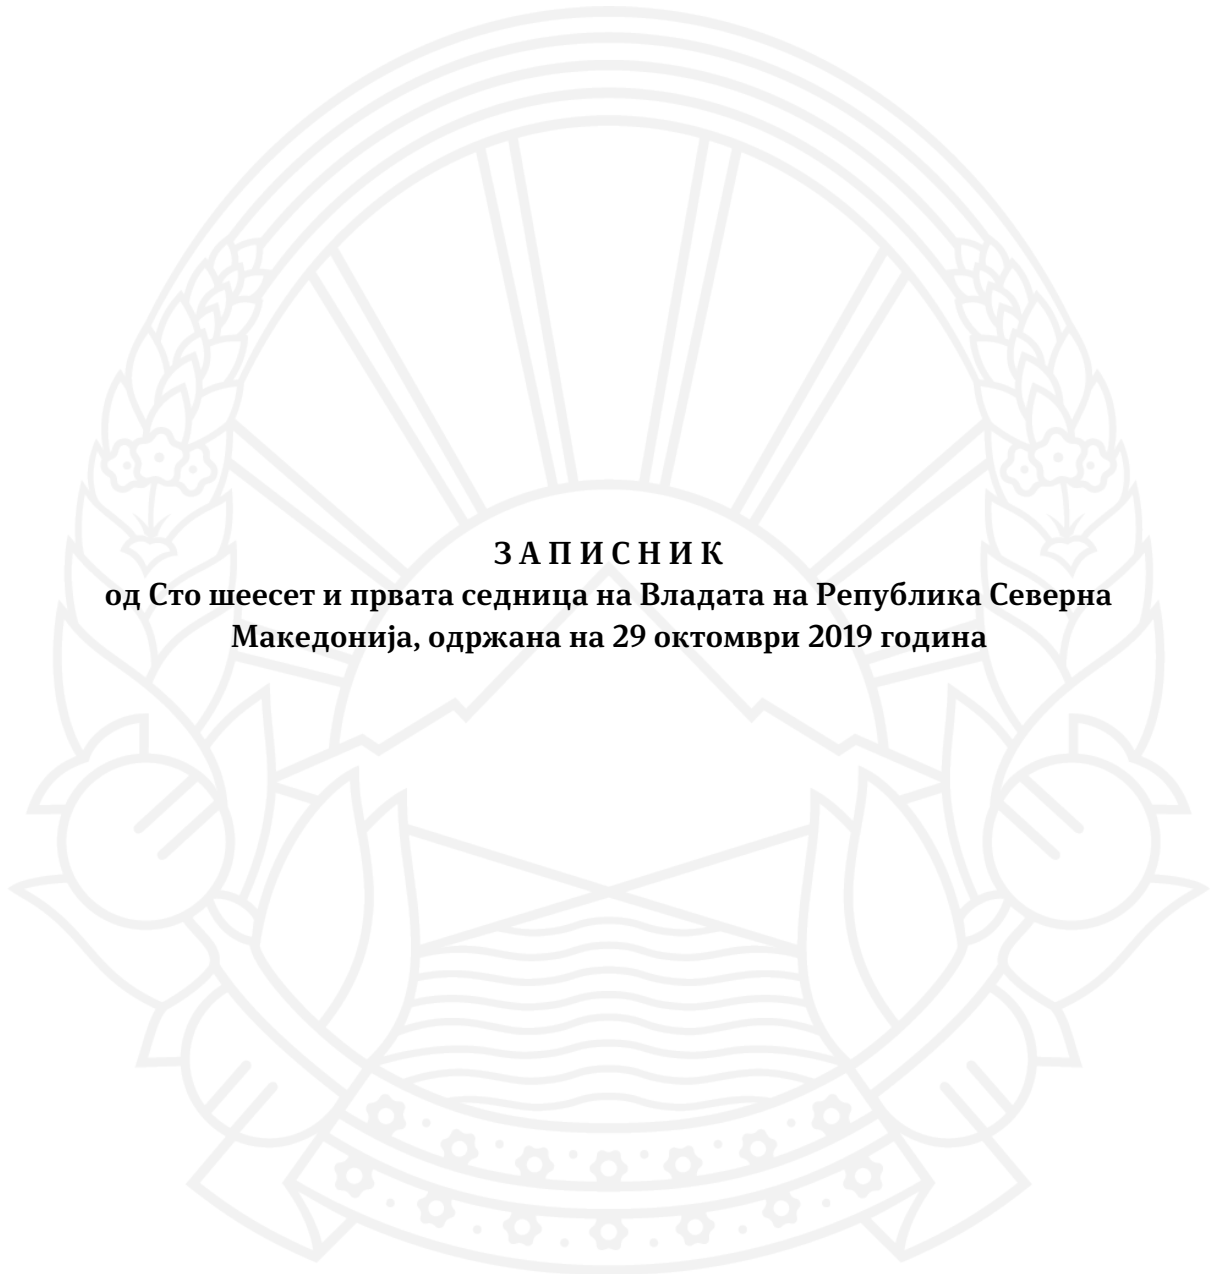 З А П И С Н И К
од Сто шеесет и првата седница на Владата на Република Северна
Македонија, одржана на 29 октомври 2019 година